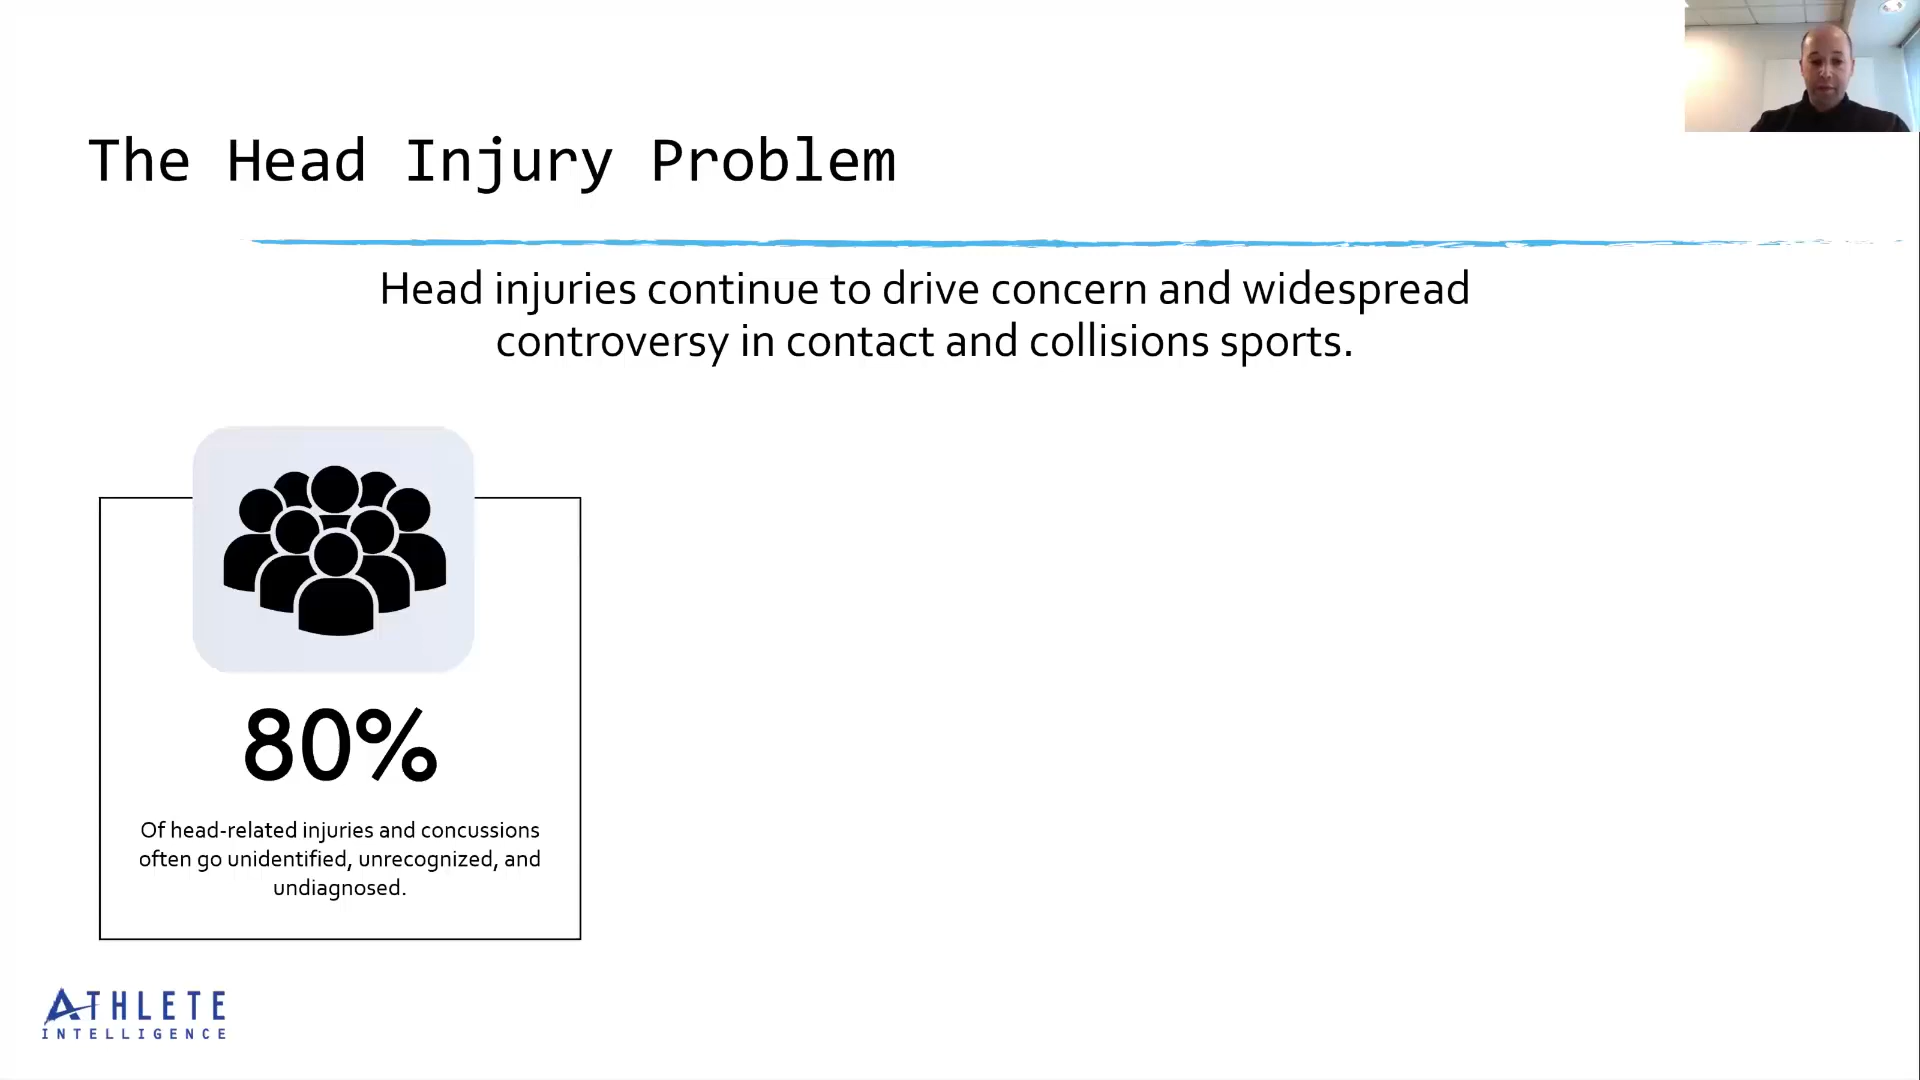 The Head Injury Problem
Head injuries continue to drive concern and widespread
controversy in contact and collisions sports.
80%
Of head-related injuries and concussions
often go unidentified, unrecognized, and
undiagnosed.
ATHLETE
INTELLIGENCE